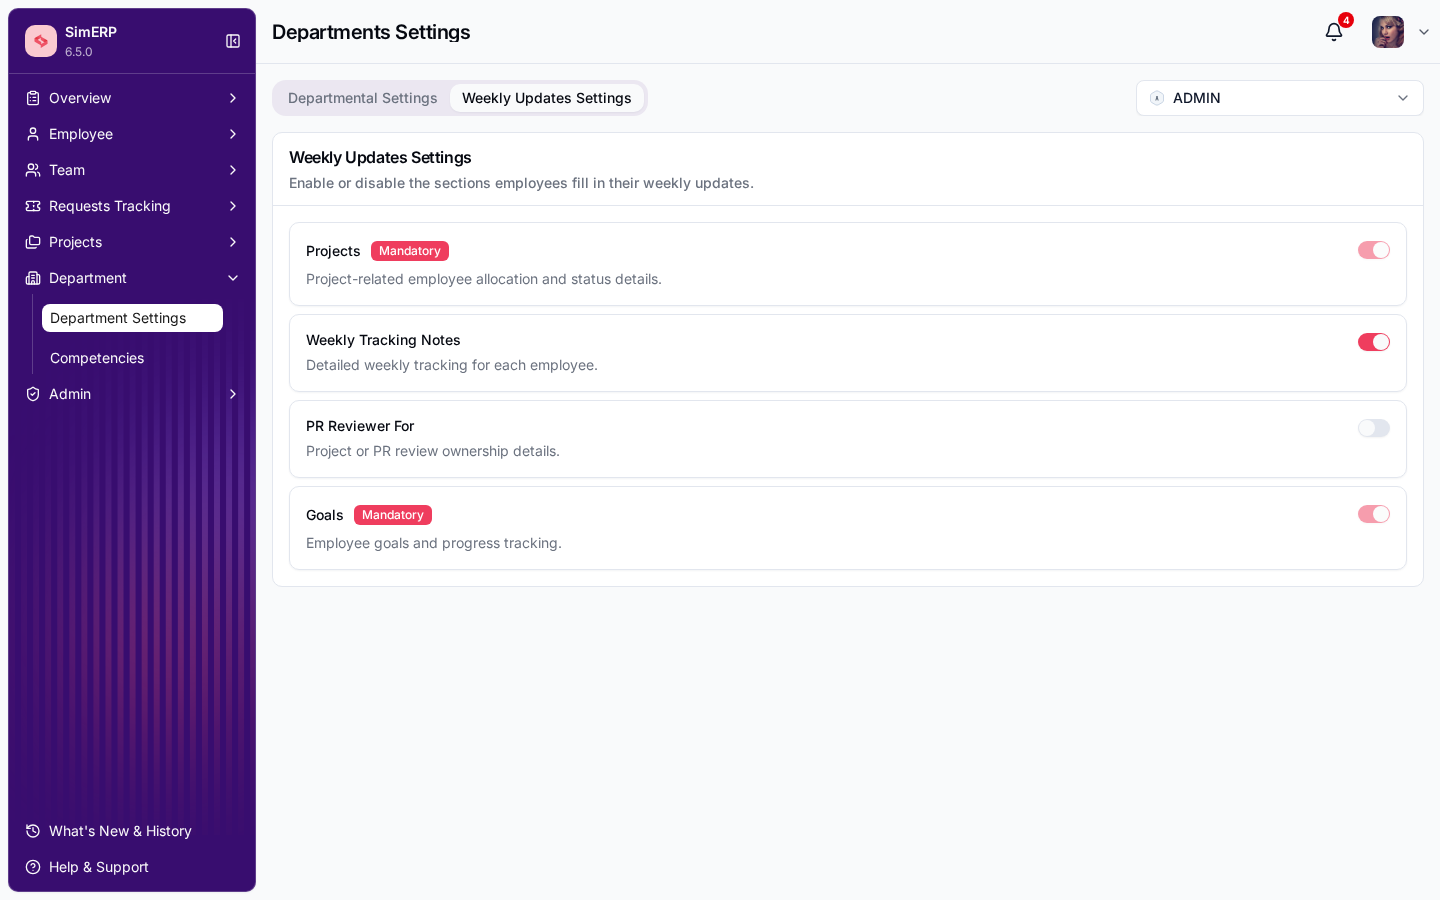 SimERP
6.5.0
Overview
Employee
Team
Requests Tracking
Projects
Department
Department Settings
Competencies
Admin
What's New & History
Help & Support
Departments Settings
4
Departmental Settings
Weekly Updates Settings
ADMIN
Weekly Updates Settings
Enable or disable the sections employees fill in their weekly updates.
Projects Mandatory
Project-related employee allocation and status details.
Weekly Tracking Notes
Detailed weekly tracking for each employee.
PR Reviewer For
Project or PR review ownership details.
Goals Mandatory
Employee goals and progress tracking.